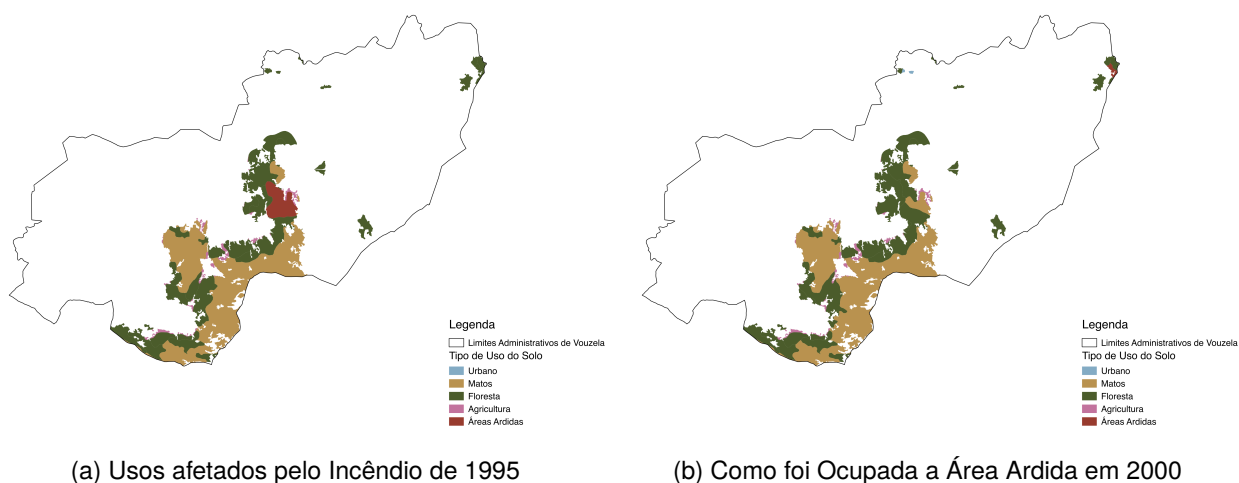 Legenda
Limites Administrativos de Vouzela
Tipo de Uso do Solo
Urbano
Matos
Floresta
Agricultura
Áreas Ardidas
(a) Usos afetados pelo Incêndio de 1995
Legenda
Limites Administrativos de Vouzela
Tipo de Uso do Solo
Urbano
Matos
Floresta
Agricultura
Áreas Ardidas
(b) Como foi Ocupada a Área Ardida em 2000